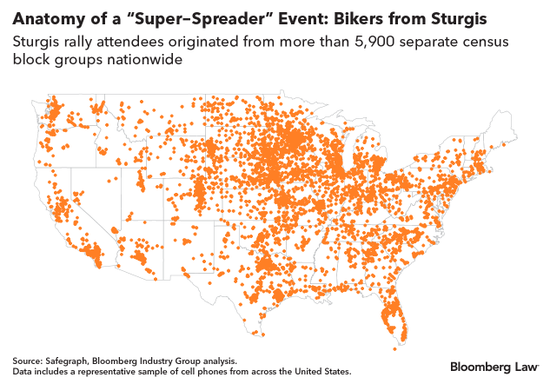 Anatomy of a “Super-Spreader” Event: Bikers from Sturgis
Sturgis rally attendees originated from more than 5,900 separate census
block groups nationwide
Source: Safegraph, Bloomberg Industry Group analysis.
Data includes a representative sample of cell phones from across the United States.
Bloomberg Law